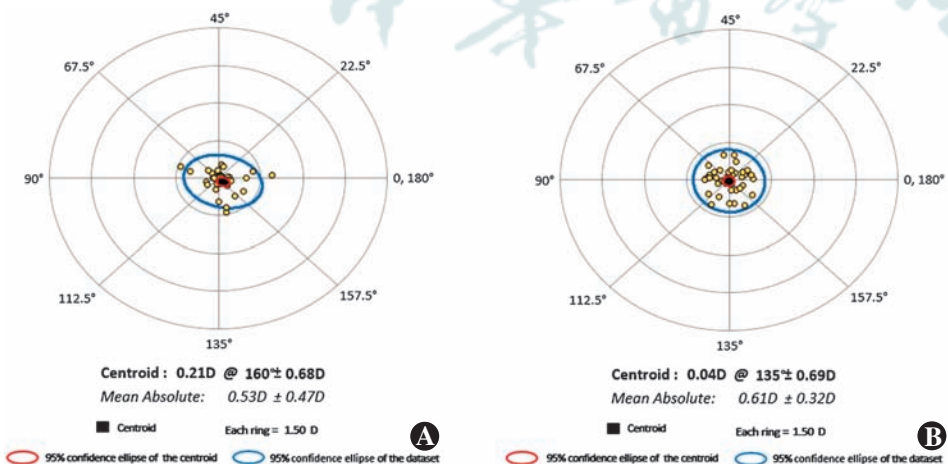 45°
67.5°
22.5°
90°
0, 180°
112.5°
157.5°
135°
Centroid : 0.21D @ 160°± 0.68D
Mean Absolute: 0.53D ± 0.47D
Centroid
Each ring = 1.50 D
A
95% confidence ellipse of the centroid
95% confidence ellipse of the dataset
45°
67.5°
22.5°
90°
0, 180°
112.5°
157.5°
135°
Centroid : 0.04D @ 135°± 0.69D
Mean Absolute: 0.61D ± 0.32D
Centroid
Each ring = 1.50 D
B
95% confidence ellipse of the centroid
95% confidence ellipse of the dataset